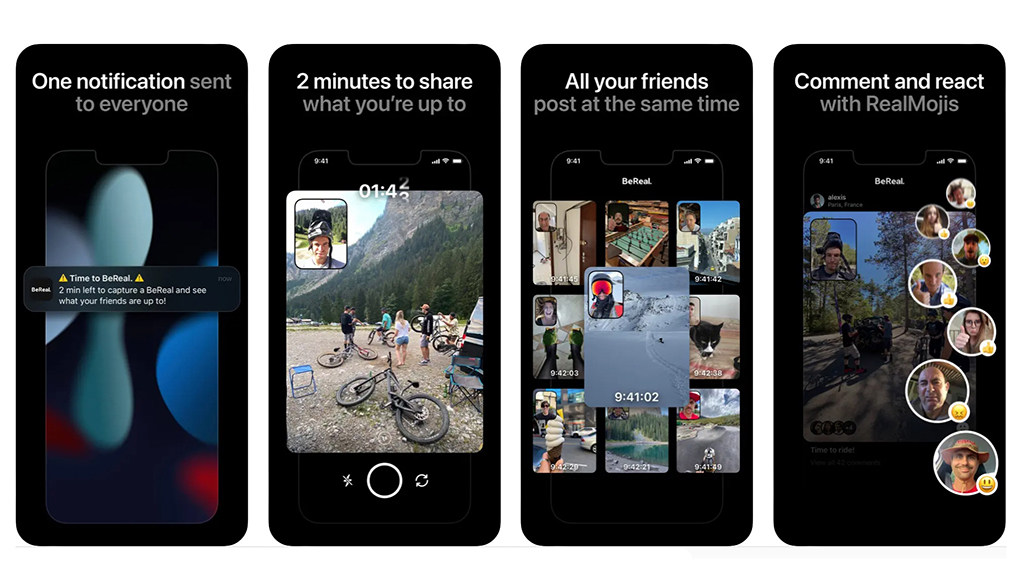 One notification sent
to everyone
BeReal.
⚠️ Time to BeReal. ⚠️
now
2 min left to capture a BeReal and see
what your friends are up to!
2 minutes to share
what you're up to
9:41
01:42
All your friends
post at the same time
9:41
BeReal.
9:41:45
9:42:42
9:42:03
9:41:02
9:42:38
9:42:29
9:42:21
9:41:49
Comment and react
with RealMojis
9:41
BeReal.
alexis
Paris, France
Time to ride!
View all 43 comments